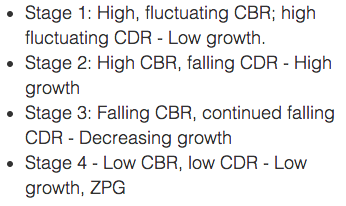 • Stage 1: High, fluctuating CBR; high
fluctuating CDR - Low growth.
• Stage 2: High CBR, falling CDR - High
growth
• Stage 3: Falling CBR, continued falling
CDR - Decreasing growth
• Stage 4 - Low CBR, low CDR - Low
growth, ZPG